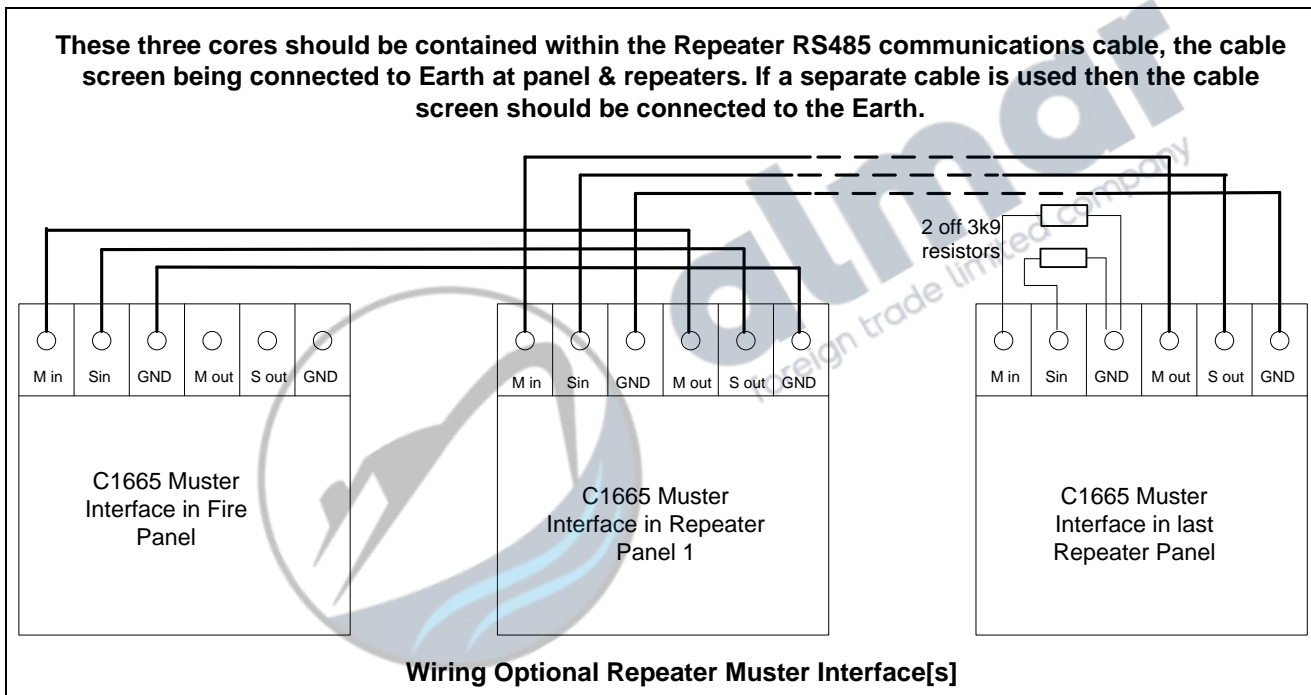 These three cores should be contained within the Repeater RS485 communications cable, the cable
screen being connected to Earth at panel & repeaters. If a separate cable is used then the cable
screen should be connected to the Earth.
almar
foreign trade limited company
2 off 3k9
resistors
M in Sin GND M out S out GND
M in Sin GND M out S out GND
M in Sin GND M out S out GND
C1665 Muster
Interface in Fire
Panel
C1665 Muster
Interface in Repeater
Panel 1
C1665 Muster
Interface in last
Repeater Panel
Wiring Optional Repeater Muster Interface[s]